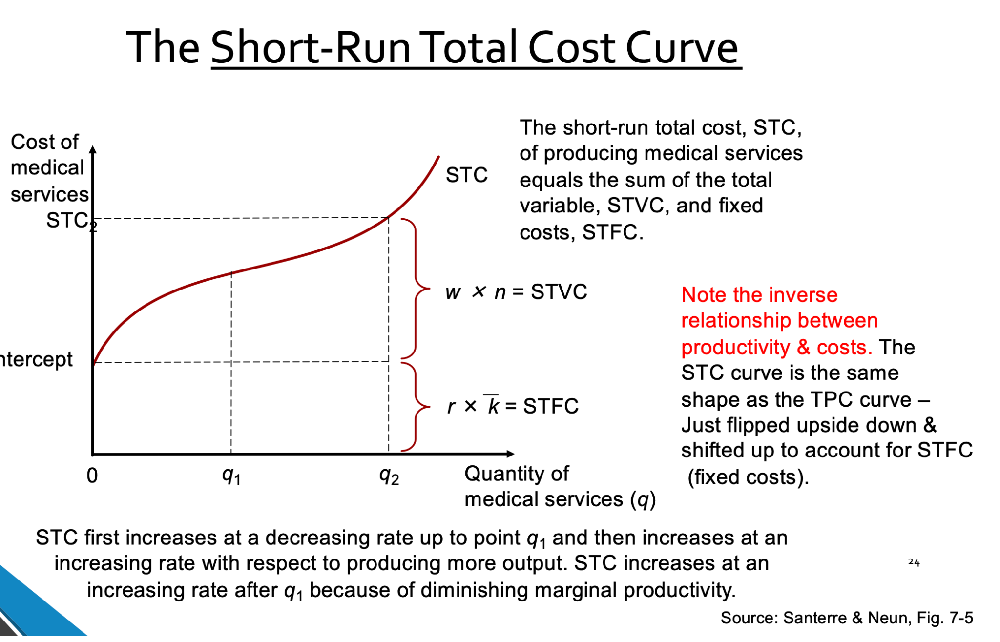 The Short-Run Total Cost Curve
Cost of
medical
services
STC₂
STC
The short-run total cost, STC,
of producing medical services
equals the sum of the total
variable, STVC, and fixed
costs, STFC.
w × n = STVC
ntercept
r × k̅ = STFC
Note the inverse
relationship between
productivity & costs. The
STC curve is the same
shape as the TPC curve –
Just flipped upside down &
shifted up to account for STFC
(fixed costs).
0
q₁
q₂
Quantity of
medical services (q)
STC first increases at a decreasing rate up to point q₁ and then increases at an
increasing rate with respect to producing more output. STC increases at an
increasing rate after q₁ because of diminishing marginal productivity.
24
Source: Santerre & Neun, Fig. 7-5